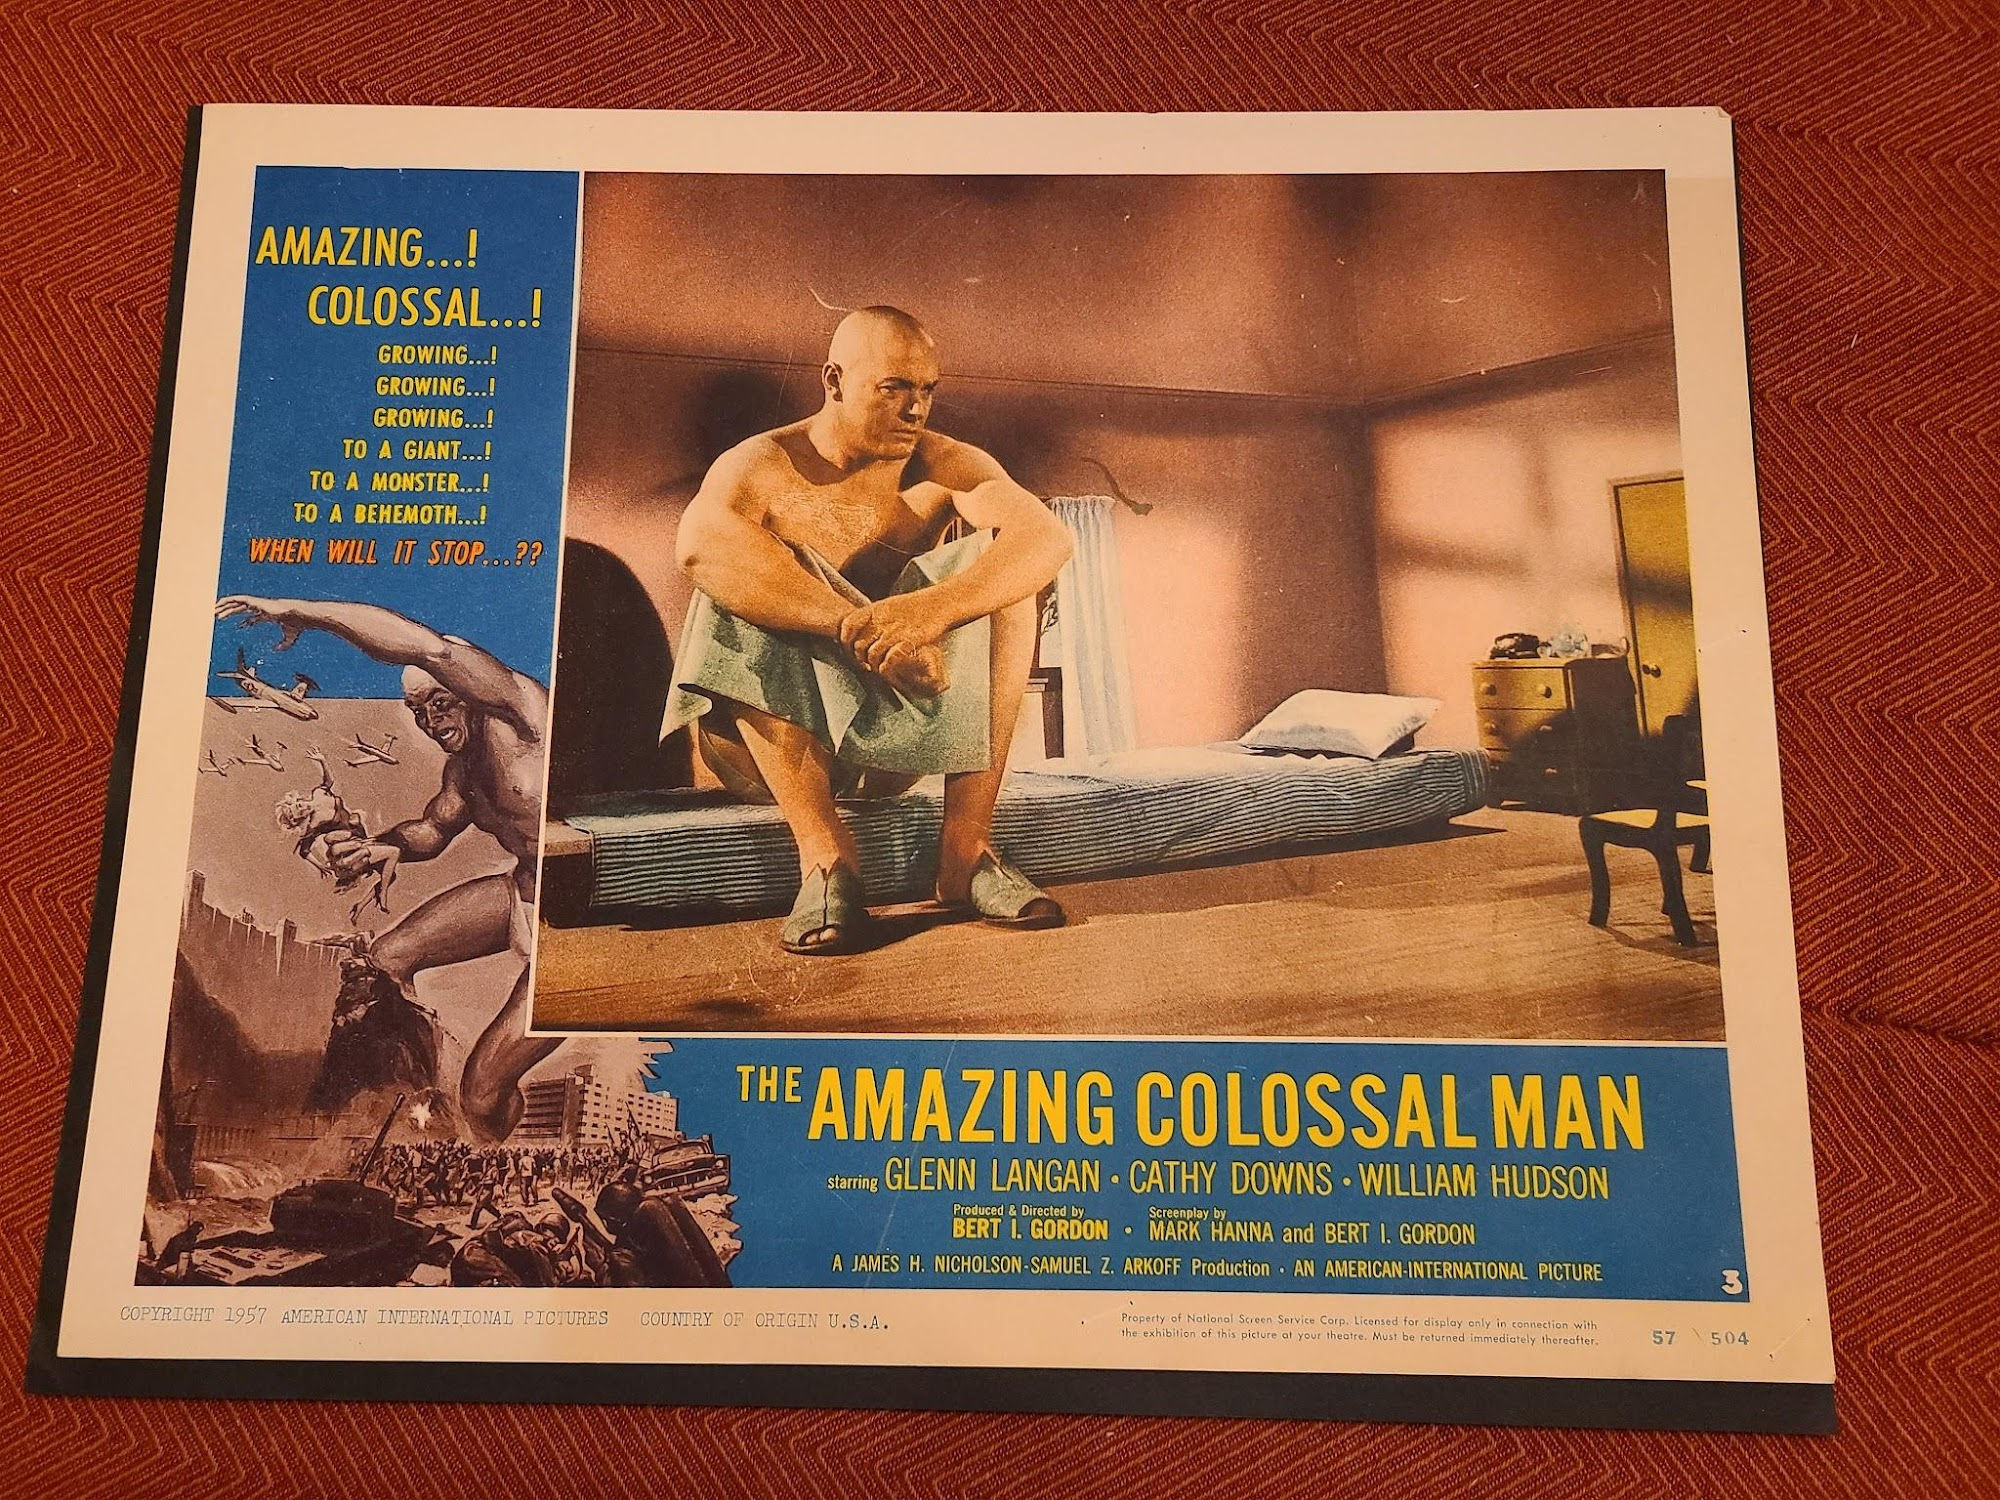 AMAZING...!
COLOSSAL...!
GROWING...!
GROWING...!
GROWING...!
TO A GIANT...!
TO A MONSTER...!
TO A BEHEMOTH...!
WHEN WILL IT STOP...??
THE AMAZING COLOSSAL MAN
starring GLENN LANGAN • CATHY DOWNS • WILLIAM HUDSON
Produced & Directed by
BERT I. GORDON •
Screenplay by
MARK HANNA and BERT I. GORDON
A JAMES H. NICHOLSON-SAMUEL Z. ARKOFF Production • AN AMERICAN-INTERNATIONAL PICTURE
3
COPYRIGHT 1957 AMERICAN INTERNATIONAL PICTURES COUNTRY OF ORIGIN U.S.A.
Property of National Screen Service Corp. Licensed for display only in connection with
the exhibition of this picture at your theatre. Must be returned immediately thereafter.
57 504